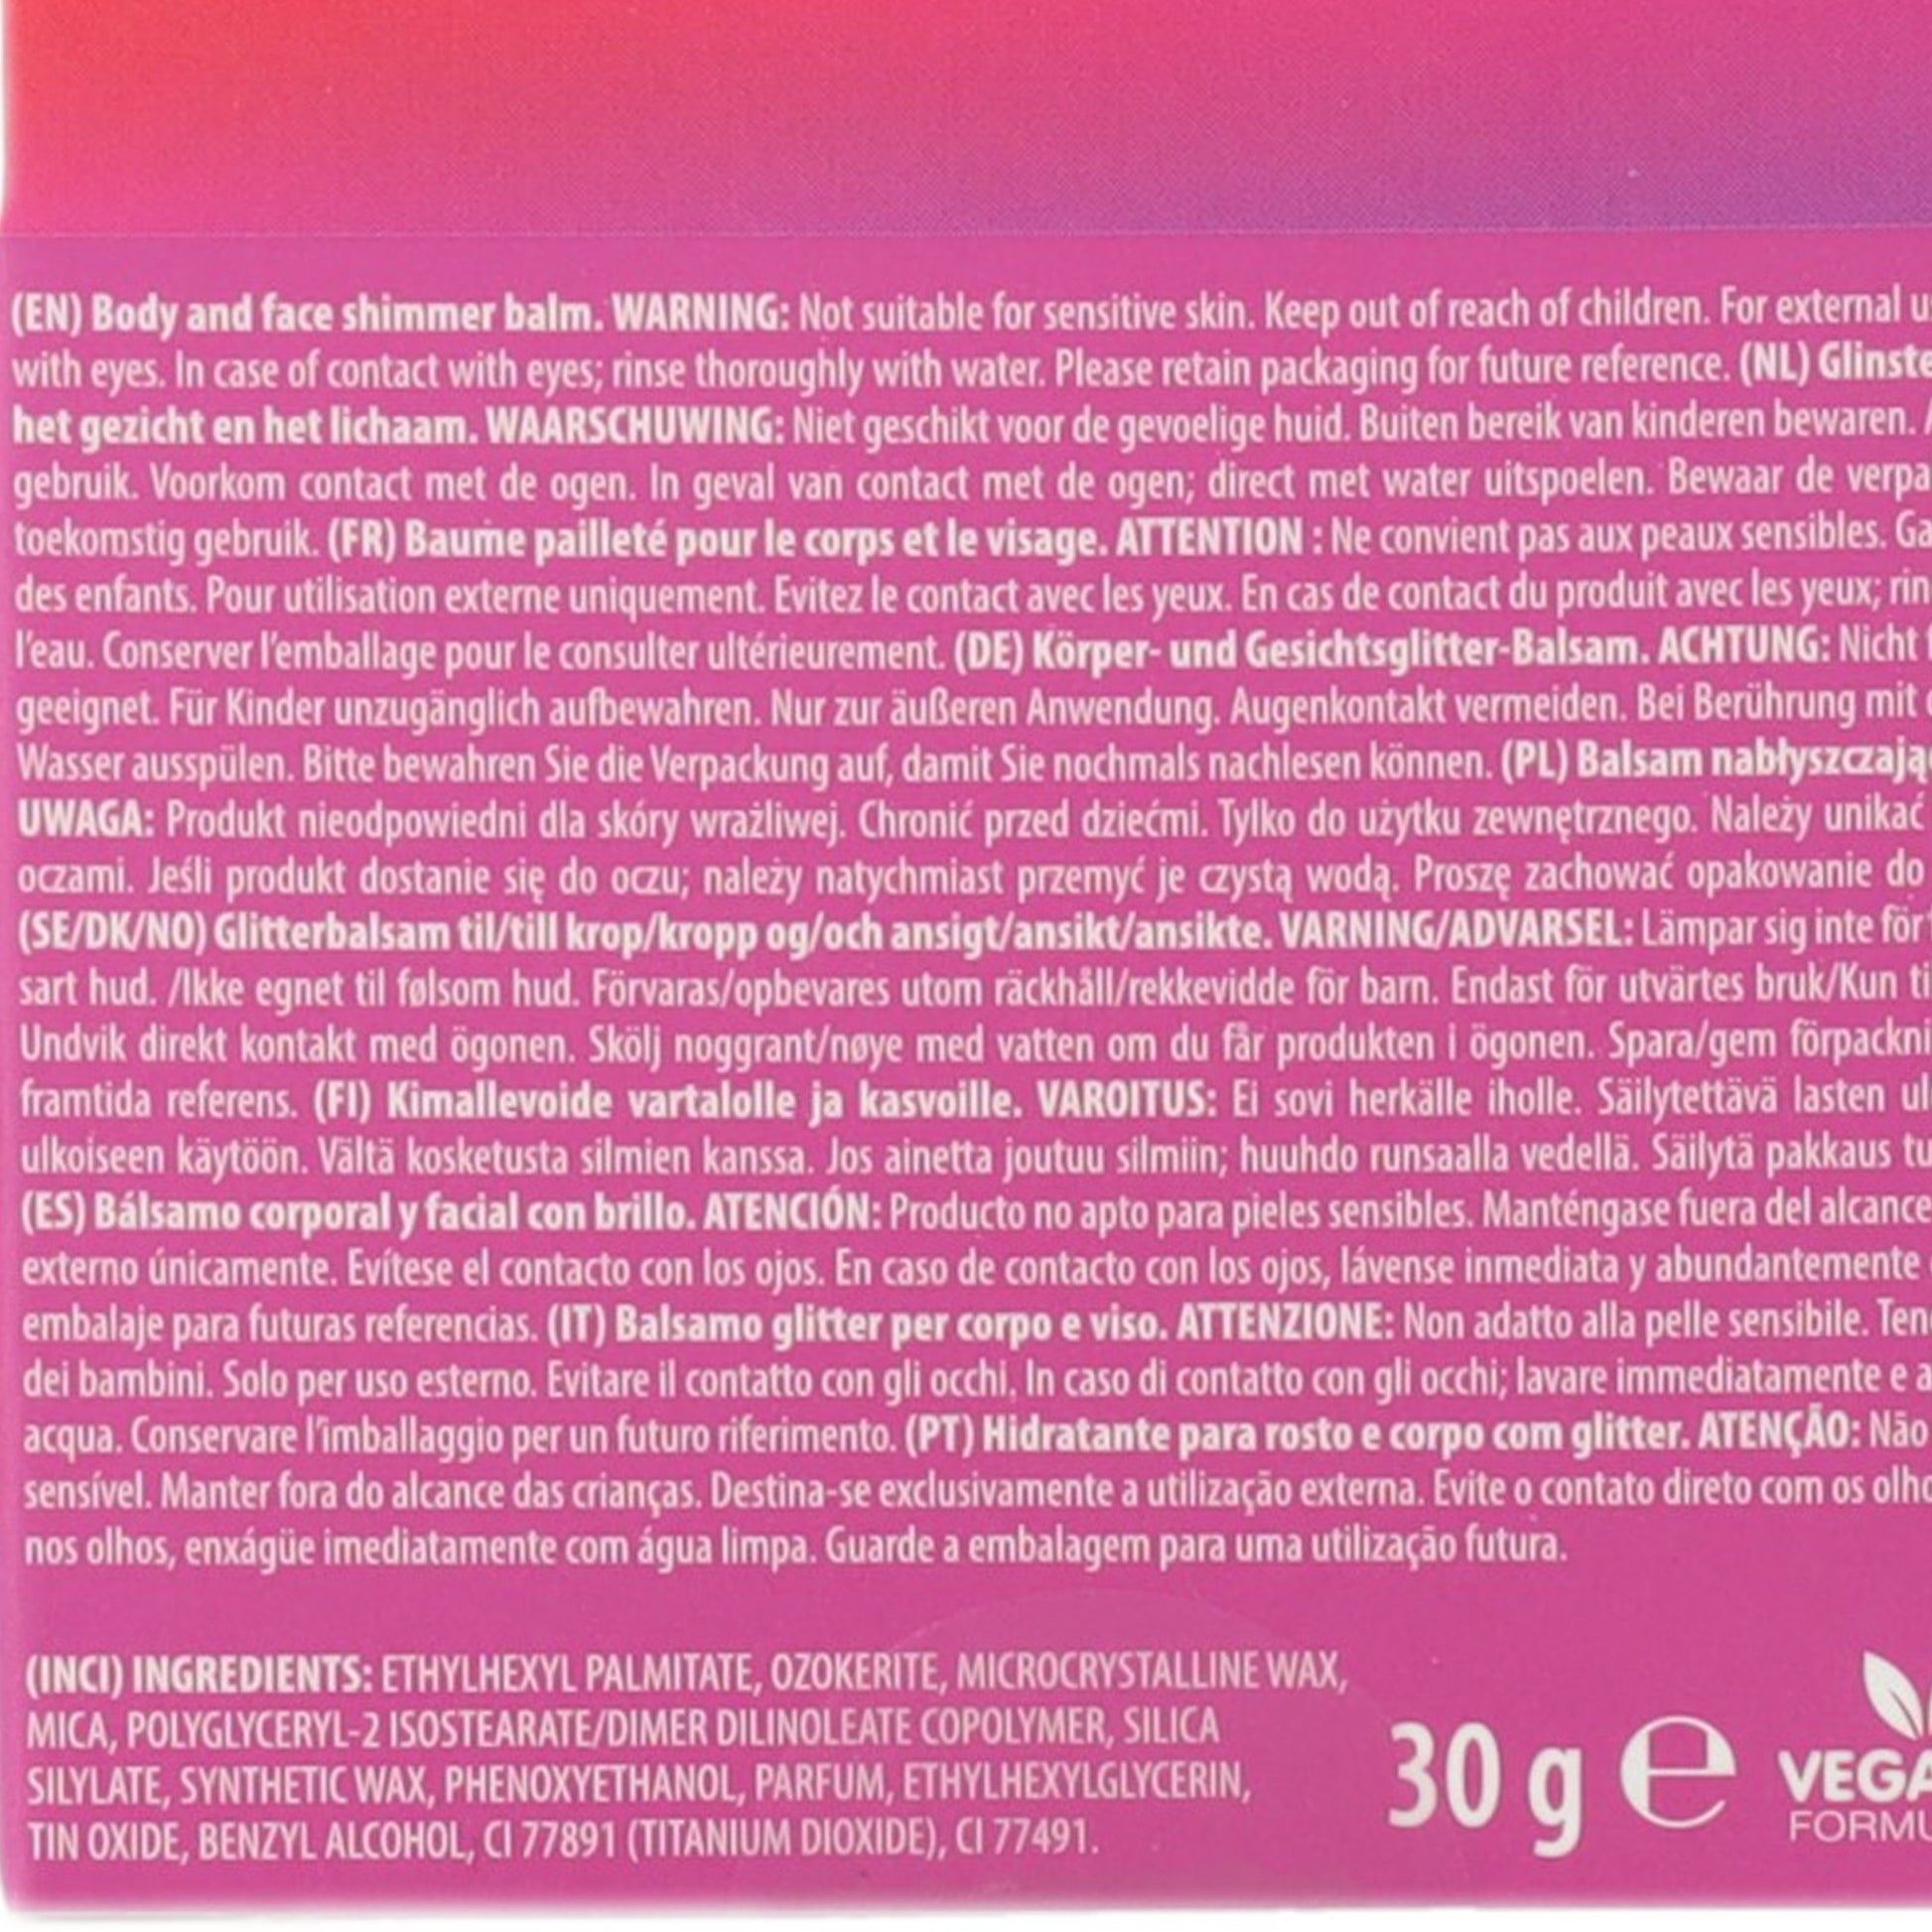 (EN) Body and face shimmer balm. WARNING: Not suitable for sensitive skin. Keep out of reach of children. For external
with eyes. In case of contact with eyes; rinse thoroughly with water. Please retain packaging for future reference. (NL)
het gezicht en het lichaam. WAARSCHUWING: Niet geschikt voor de gevoelige huid. Buiten bereik van kinderen bewaren.
gebruik. Voorkom contact met de ogen. In geval van contact met de ogen; direct met water uitspoelen. Bewaar de
toekomstig gebruik. (FR) Baume pailleté pour le corps et le visage. ATTENTION : Ne convient pas aux peaux sensibles.
des enfants. Pour utilisation externe uniquement. Evitez le contact avec les yeux. En cas de contact du produit avec les yeux;
l'eau. Conserver l'emballage pour le consulter ultérieurement. (DE) Körper- und Gesichtsglitter-Balsam. ACHTUNG: Nicht
geeignet. Für Kinder unzugänglich aufbewahren. Nur zur äußeren Anwendung. Augenkontakt vermeiden. Bei Berührung mit
Wasser ausspülen. Bitte bewahren Sie die Verpackung auf, damit Sie nochmals nachlesen können. (PL) Balsam
UWAGA: Produkt nieodpowiedni dla skóry wrażliwej. Chronić przed dziećmi. Tylko do użytku zewnętrznego. Należy unikać
oczami. Jeśli produkt dostanie się do oczu; należy natychmiast przemyć je czystą wodą. Proszę zachować opakowanie do
(SE/DK/NO) Glitterbalsam til/till krop/kropp og/och ansigt/ansikt/ansikte. VARNING/ADVARSEL: Lämpar sig inte för
sart hud. /Ikke egnet til følsom hud. Förvaras/opbevares utom räckhåll/rekkevidde för barn. Endast för utvärtes bruk/Kun
Undvik direkt kontakt med ögonen. Skölj noggrant/nøye med vatten om du får produkten i ögonen. Spara/gem
framtida referens. (FI) Kimallevoide vartalolle ja kasvoille. VAROITUS: Ei sovi herkälle iholle. Säilytettävä lasten
ulkoiseen käytöön. Vältä kosketusta silmien kanssa. Jos ainetta joutuu silmiin; huuhdo runsaalla vedellä. Säilytä pakkaus
(ES) Bálsamo corporal y facial con brillo. ATENCIÓN: Producto no apto para pieles sensibles. Manténgase fuera del alcance
externo únicamente. Evítese el contacto con los ojos. En caso de contacto con los ojos, lávense inmediata y abundantemente
embalaje para futuras referencias. (IT) Balsamo glitter per corpo e viso. ATTENZIONE: Non adatto alla pelle sensibile.
dei bambini. Solo per uso esterno. Evitare il contatto con gli occhi. In caso di contatto con gli occhi; lavare immediatamente e
acqua. Conservare l'imballaggio per un futuro riferimento. (PT) Hidratante para rosto e corpo com glitter. ATENÇÃO: Não
sensível. Manter fora do alcance das crianças. Destina-se exclusivamente a utilização externa. Evite o contato direto com os
nos olhos, enxágüe imediatamente com água limpa. Guarde a embalagem para uma utilização futura.
(INCI) INGREDIENTS: ETHYLHEXYL PALMITATE, OZOKERITE, MICROCRYSTALLINE WAX,
MICA, POLYGLYCERYL-2 ISOSTEARATE/DIMER DILINOLEATE COPOLYMER, SILICA
SILYLATE, SYNTHETIC WAX, PHENOXYETHANOL, PARFUM, ETHYLHEXYLGLYCERIN,
TIN OXIDE, BENZYL ALCOHOL, CI 77891 (TITANIUM DIOXIDE), CI 77491.
30 g ℮